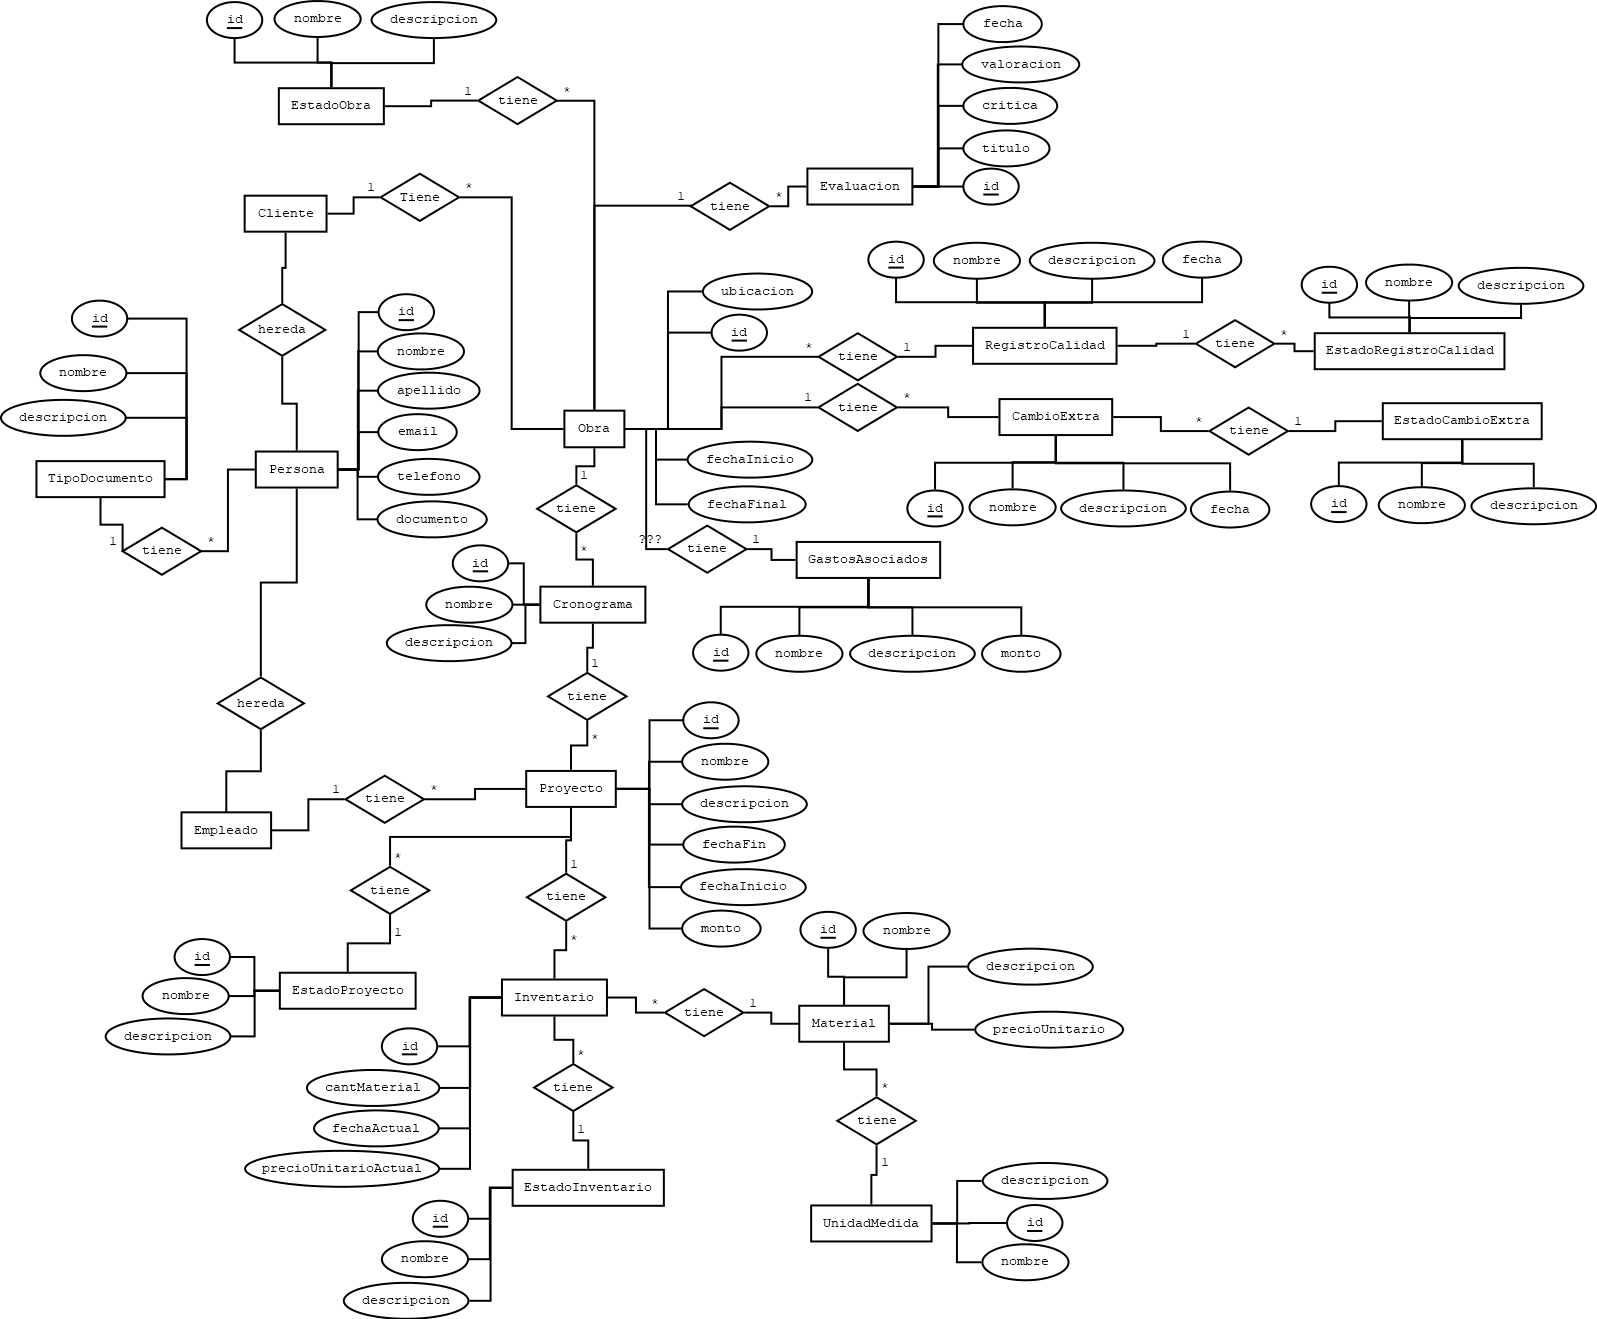 id
nombre
descripcion
EstadoObra
1
tiene
*
fecha
valoracion
critica
titulo
id
Evaluacion
1
tiene
*
Cliente
1
Tiene
*
hereda
id
nombre
descripcion
TipoDocumento
1
tiene
*
Persona
id
nombre
apellido
email
telefono
documento
ubicacion
id
Obra
fechaInicio
fechaFinal
*
tiene
1
RegistroCalidad
id
nombre
descripcion
fecha
1
tiene
*
EstadoRegistroCalidad
id
nombre
descripcion
1
tiene
*
CambioExtra
id
nombre
descripcion
fecha
*
tiene
1
EstadoCambioExtra
id
nombre
descripcion
???
tiene
1
GastosAsociados
id
nombre
descripcion
monto
1
tiene
*
Cronograma
id
nombre
descripcion
1
tiene
*
hereda
Empleado
1
tiene
*
Proyecto
id
nombre
descripcion
fechaFin
fechaInicio
monto
*
tiene
1
EstadoProyecto
id
nombre
descripcion
1
tiene
*
Inventario
id
cantMaterial
fechaActual
precioUnitarioActual
*
tiene
1
EstadoInventario
id
nombre
descripcion
*
tiene
1
Material
id
nombre
descripcion
precioUnitario
*
tiene
1
UnidadMedida
descripcion
id
nombre